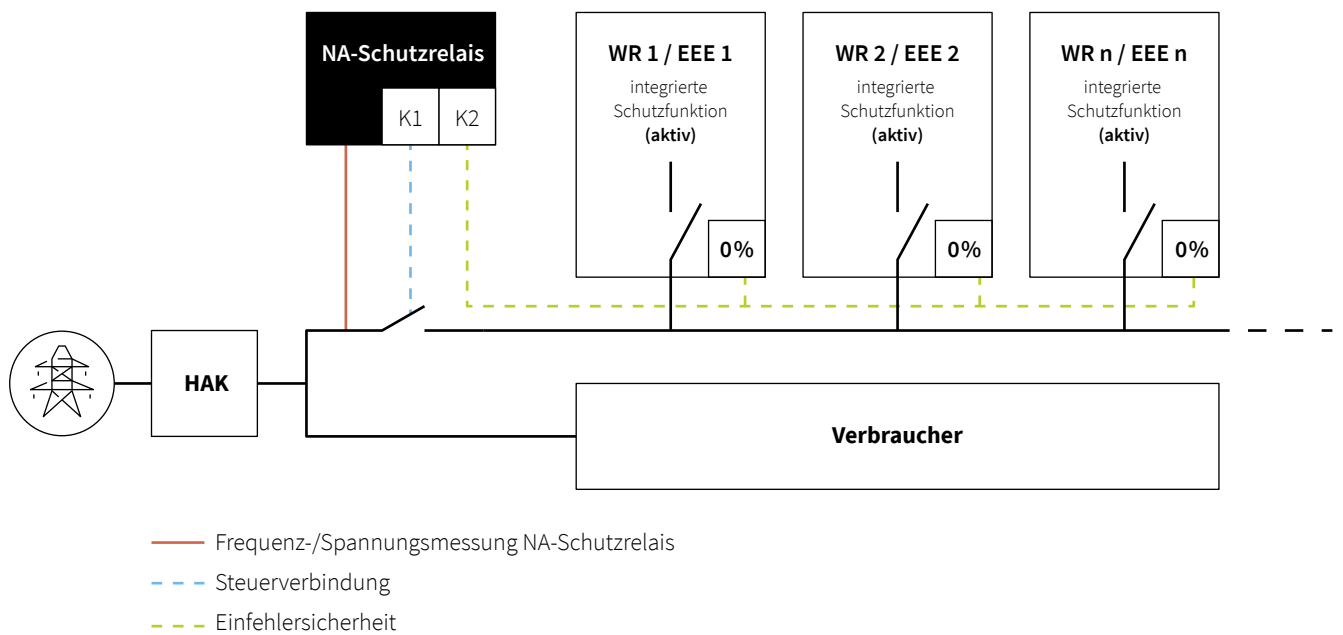 NA-Schutzrelais
K1
K2
WR 1 / EEE 1
integrierte
Schutzfunktion
(aktiv)
0%
WR 2 / EEE 2
integrierte
Schutzfunktion
(aktiv)
0%
WR n / EEE n
integrierte
Schutzfunktion
(aktiv)
0%
HAK
Verbraucher
Frequenz-/Spannungsmessung NA-Schutzrelais
Steuerverbindung
Einfehlersicherheit